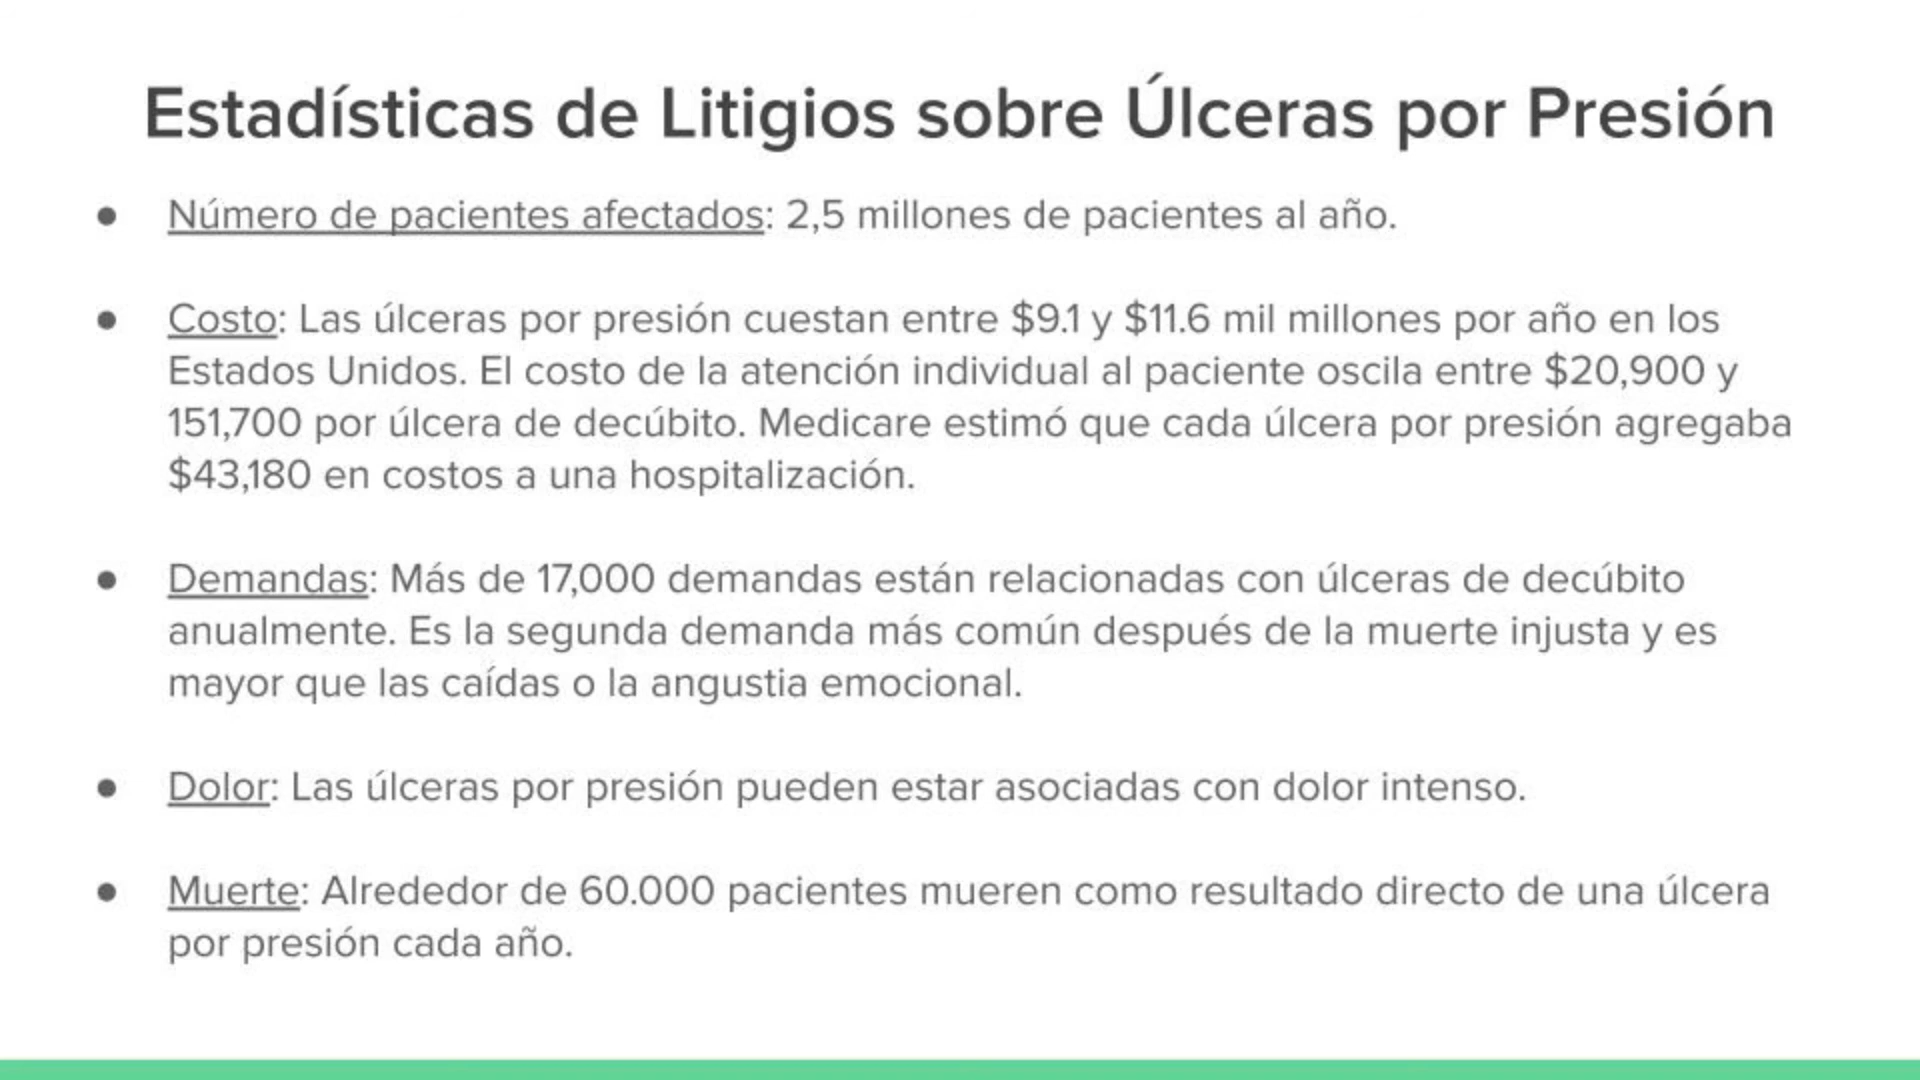 Estadísticas de Litigios sobre Úlceras por Presión
● Número de pacientes afectados: 2,5 millones de pacientes al año.
● Costo: Las úlceras por presión cuestan entre $9.1 y $11.6 mil millones por año en los
Estados Unidos. El costo de la atención individual al paciente oscila entre $20,900 y
151,700 por úlcera de decúbito. Medicare estimó que cada úlcera por presión agregaba
$43,180 en costos a una hospitalización.
● Demandas: Más de 17,000 demandas están relacionadas con úlceras de decúbito
anualmente. Es la segunda demanda más común después de la muerte injusta y es
mayor que las caídas o la angustia emocional.
● Dolor: Las úlceras por presión pueden estar asociadas con dolor intenso.
● Muerte: Alrededor de 60.000 pacientes mueren como resultado directo de una úlcera
por presión cada año.